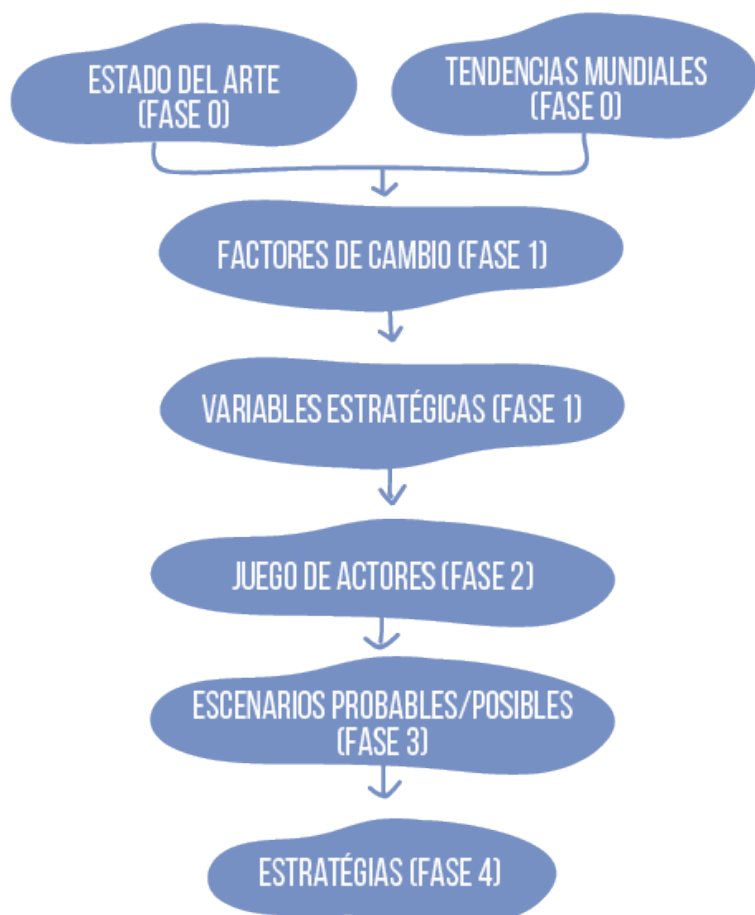 ESTADO DEL ARTE
(FASE 0)
TENDENCIAS MUNDIALES
(FASE 0)
FACTORES DE CAMBIO (FASE 1)
VARIABLES ESTRATÉGICAS (FASE 1)
JUEGO DE ACTORES (FASE 2)
ESCENARIOS PROBABLES/POSIBLES
(FASE 3)
ESTRATÉGIAS (FASE 4)